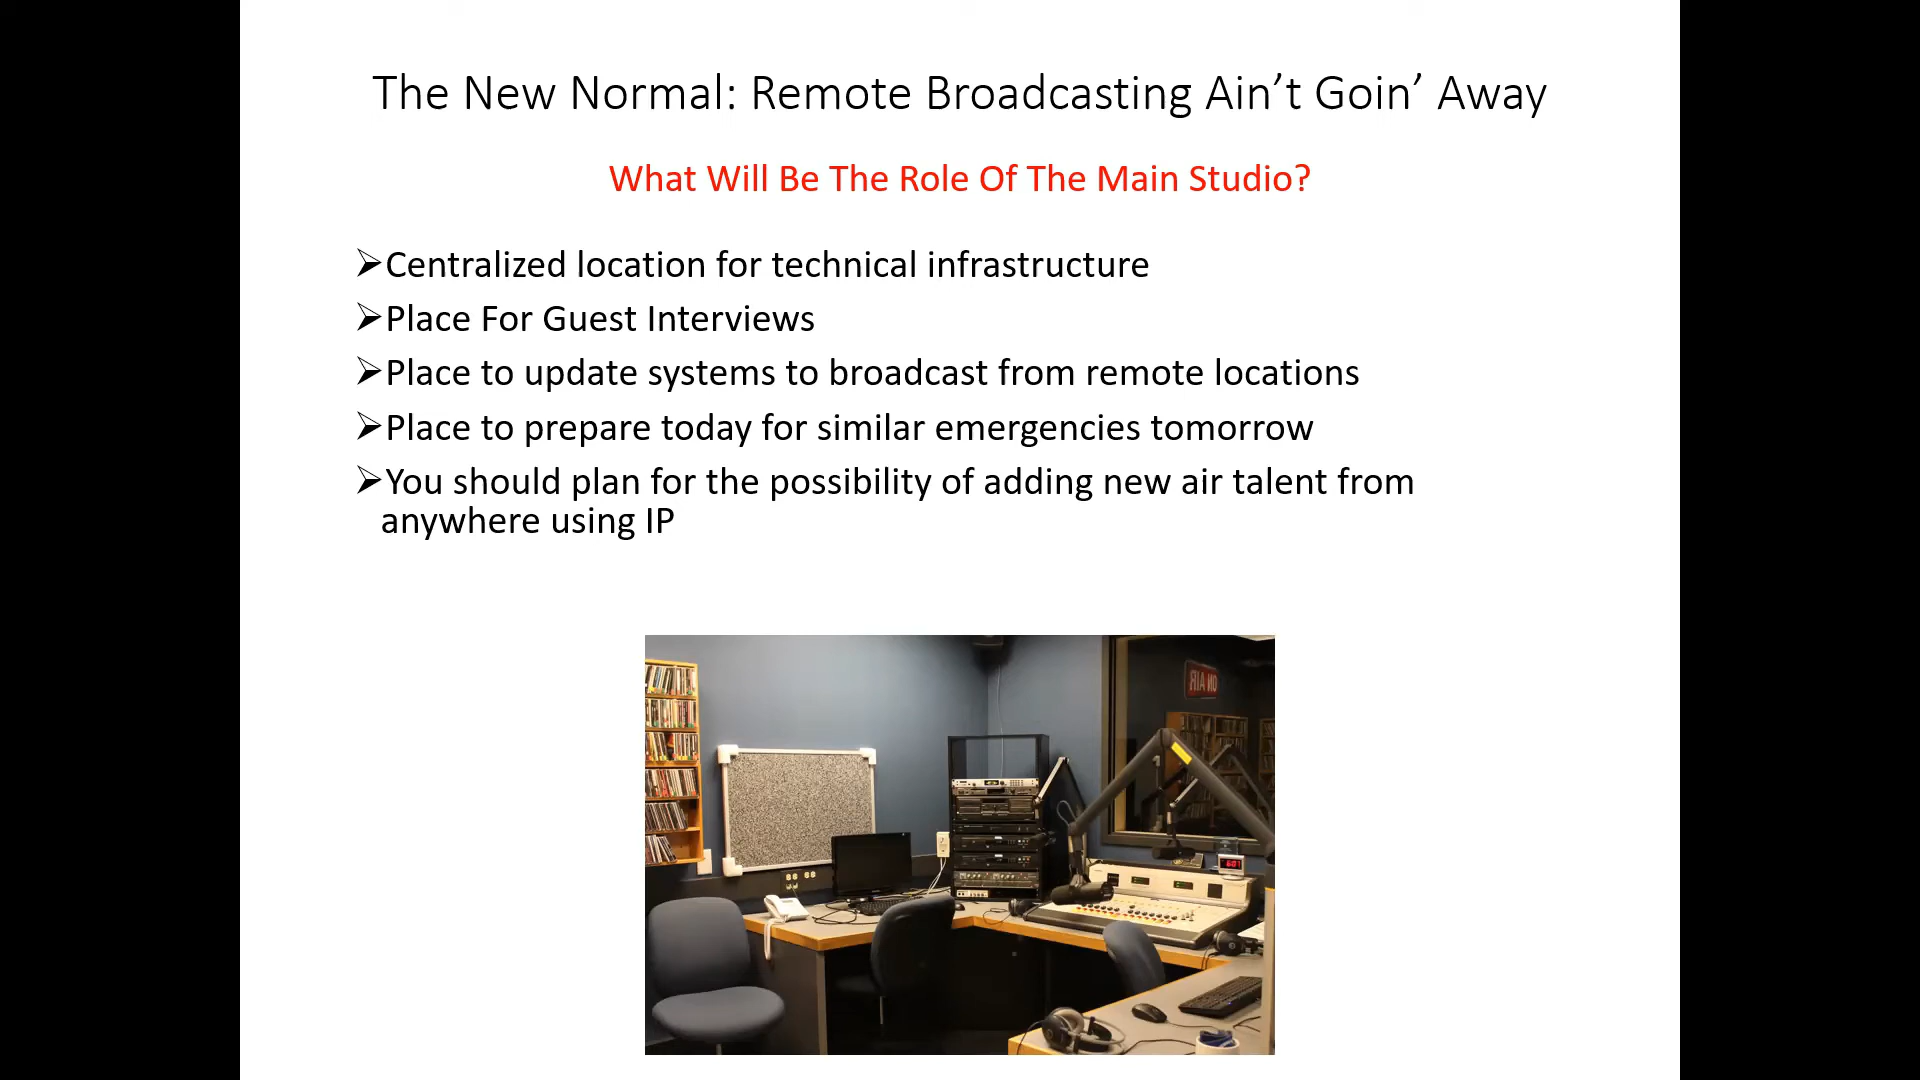 The New Normal: Remote Broadcasting Ain’t Goin’ Away
What Will Be The Role Of The Main Studio?
➢Centralized location for technical infrastructure
➢Place For Guest Interviews
➢Place to update systems to broadcast from remote locations
➢Place to prepare today for similar emergencies tomorrow
➢You should plan for the possibility of adding new air talent from
anywhere using IP
ON AIR